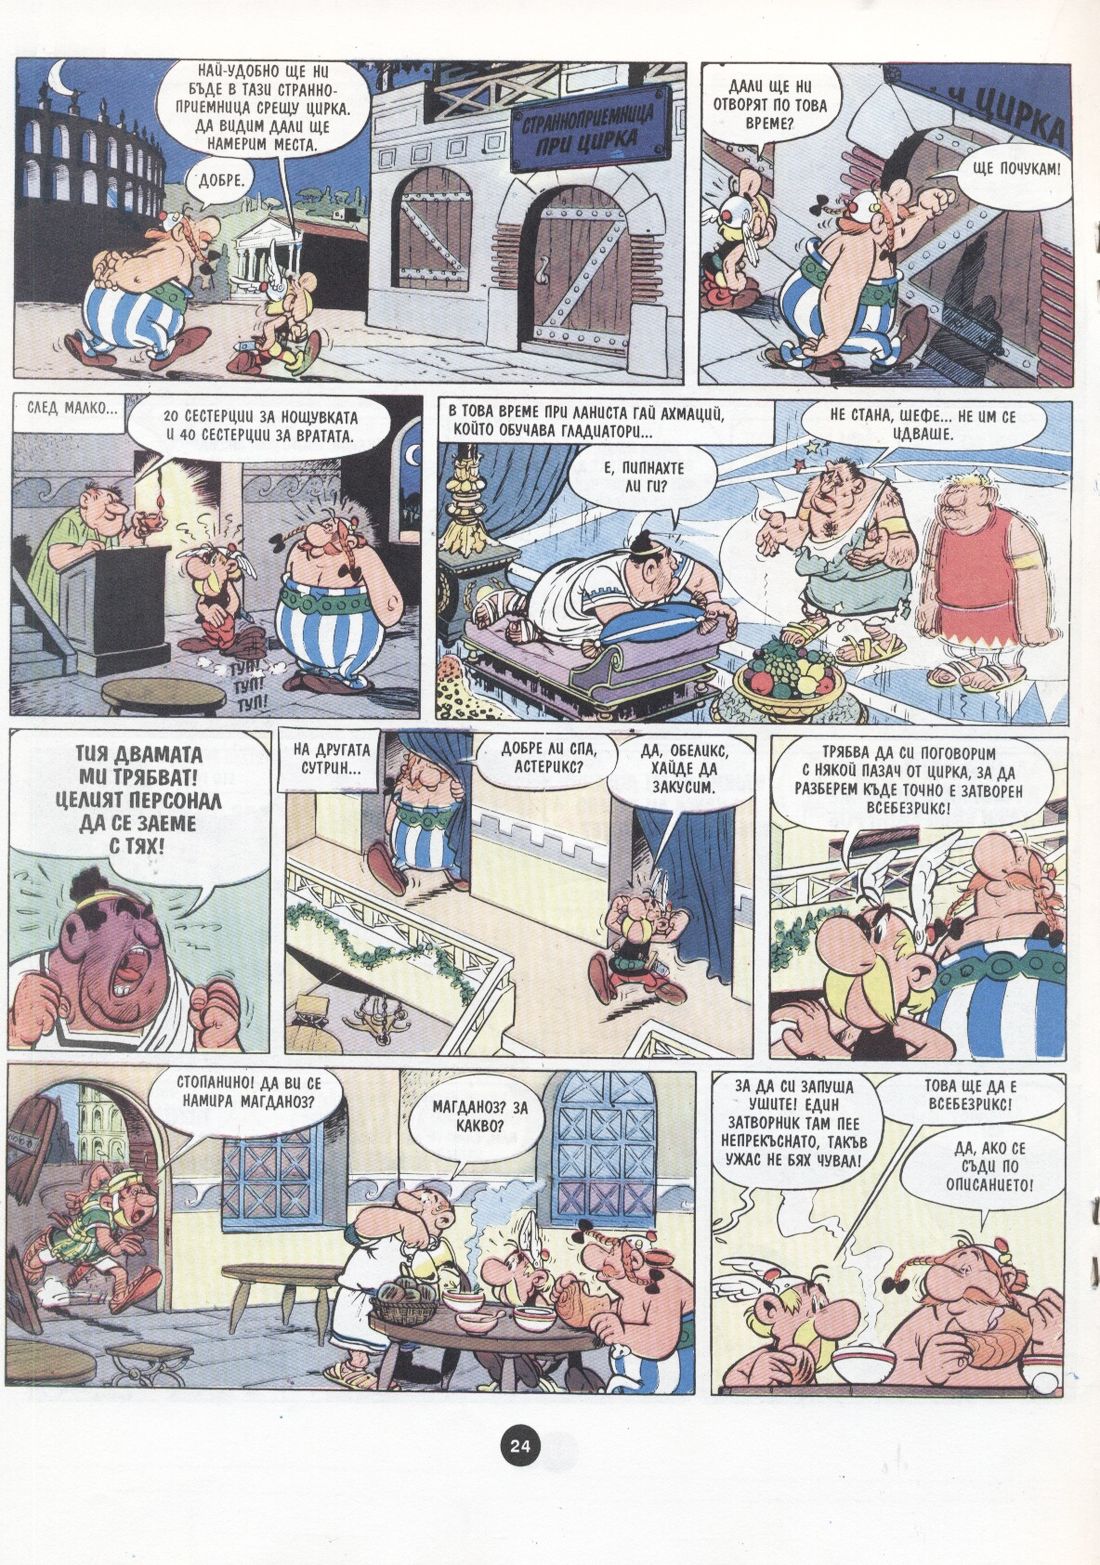 НАЙ-УДОБНО ЩЕ НИ
БЪДЕ В ТАЗИ СТРАННО-
ПРИЕМНИЦА СРЕЩУ ЦИРКА.
ДА ВИДИМ ДАЛИ ЩЕ
НАМЕРИМ МЕСТА.
ДОБРЕ.
СТРАННОПРИЕМНИЦА
ПРИ ЦИРКА
ДАЛИ ЩЕ НИ
ОТВОРЯТ ПО ТОВА
ВРЕМЕ?
ЦИРКА
ЩЕ ПОЧУКАМ!
СЛЕД МАЛКО...
20 СЕСТЕРЦИИ ЗА НОЩУВКАТА
И 40 СЕСТЕРЦИИ ЗА ВРАТАТА.
ТУП!
ТУП!
ТУП!
В ТОВА ВРЕМЕ ПРИ ЛАНИСТА ГАЙ АХМАЦИЙ,
КОЙТО ОБУЧАВА ГЛАДИАТОРИ...
Е, ПИПНАХТЕ
ЛИ ГИ?
НЕ СТАНА, ШЕФЕ... НЕ ИМ СЕ
ИДВАШЕ.
ТИЯ ДВАМАТА
МИ ТРЯБВАТ!
ЦЕЛИЯТ ПЕРСОНАЛ
ДА СЕ ЗАЕМЕ
С ТЯХ!
НА ДРУГАТА
СУТРИН...
ДОБРЕ ЛИ СПА,
АСТЕРИКС?
ДА, ОБЕЛИКС,
ХАЙДЕ ДА
ЗАКУСИМ.
ТРЯБВА ДА СИ ПОГОВОРИМ
С НЯКОЙ ПАЗАЧ ОТ ЦИРКА, ЗА ДА
РАЗБЕРЕМ КЪДЕ ТОЧНО Е ЗАТВОРЕН
ВСЕБЕЗРИКС!
СТОПАНИНО! ДА ВИ СЕ
НАМИРА МАГДАНОЗ?
МАГДАНОЗ? ЗА
КАКВО?
ЗА ДА СИ ЗАПУША
УШИТЕ! ЕДИН
ЗАТВОРНИК ТАМ ПЕЕ
НЕПРЕКЪСНАТО, ТАКЪВ
УЖАС НЕ БЯХ ЧУВАЛ!
ТОВА ЩЕ ДА Е
ВСЕБЕЗРИКС!
ДА, АКО СЕ
СЪДИ ПО
ОПИСАНИЕТО!
24